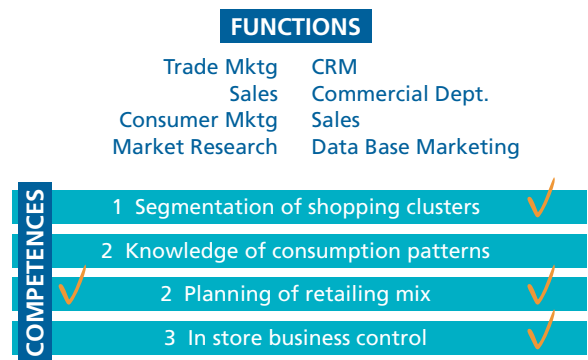 FUNCTIONS
Trade Mktg CRM
Sales Commercial Dept.
Consumer Mktg Sales
Market Research Data Base Marketing
COMPETENCES
1 Segmentation of shopping clusters
2 Knowledge of consumption patterns
2 Planning of retailing mix
3 In store business control